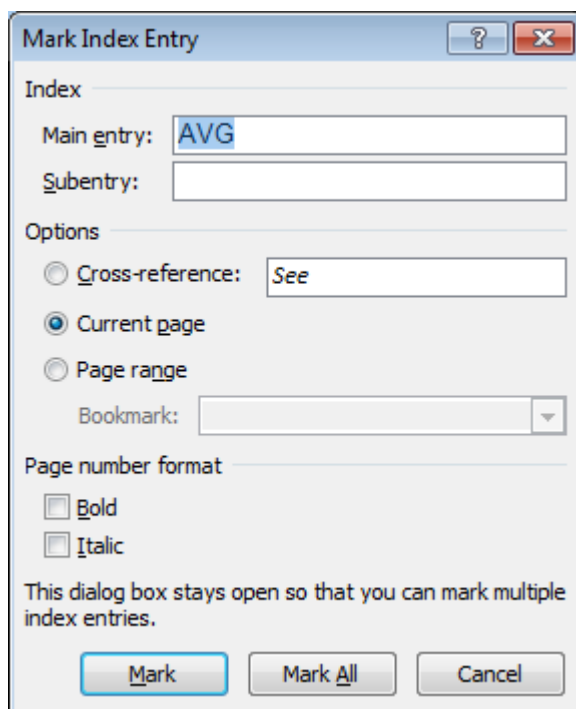 Mark Index Entry
Index
Main entry: AVG
Subentry:
Options
Cross-reference: See
Current page
Page range
Bookmark:
Page number format
Bold
Italic
This dialog box stays open so that you can mark multiple
index entries.
Mark Mark All Cancel